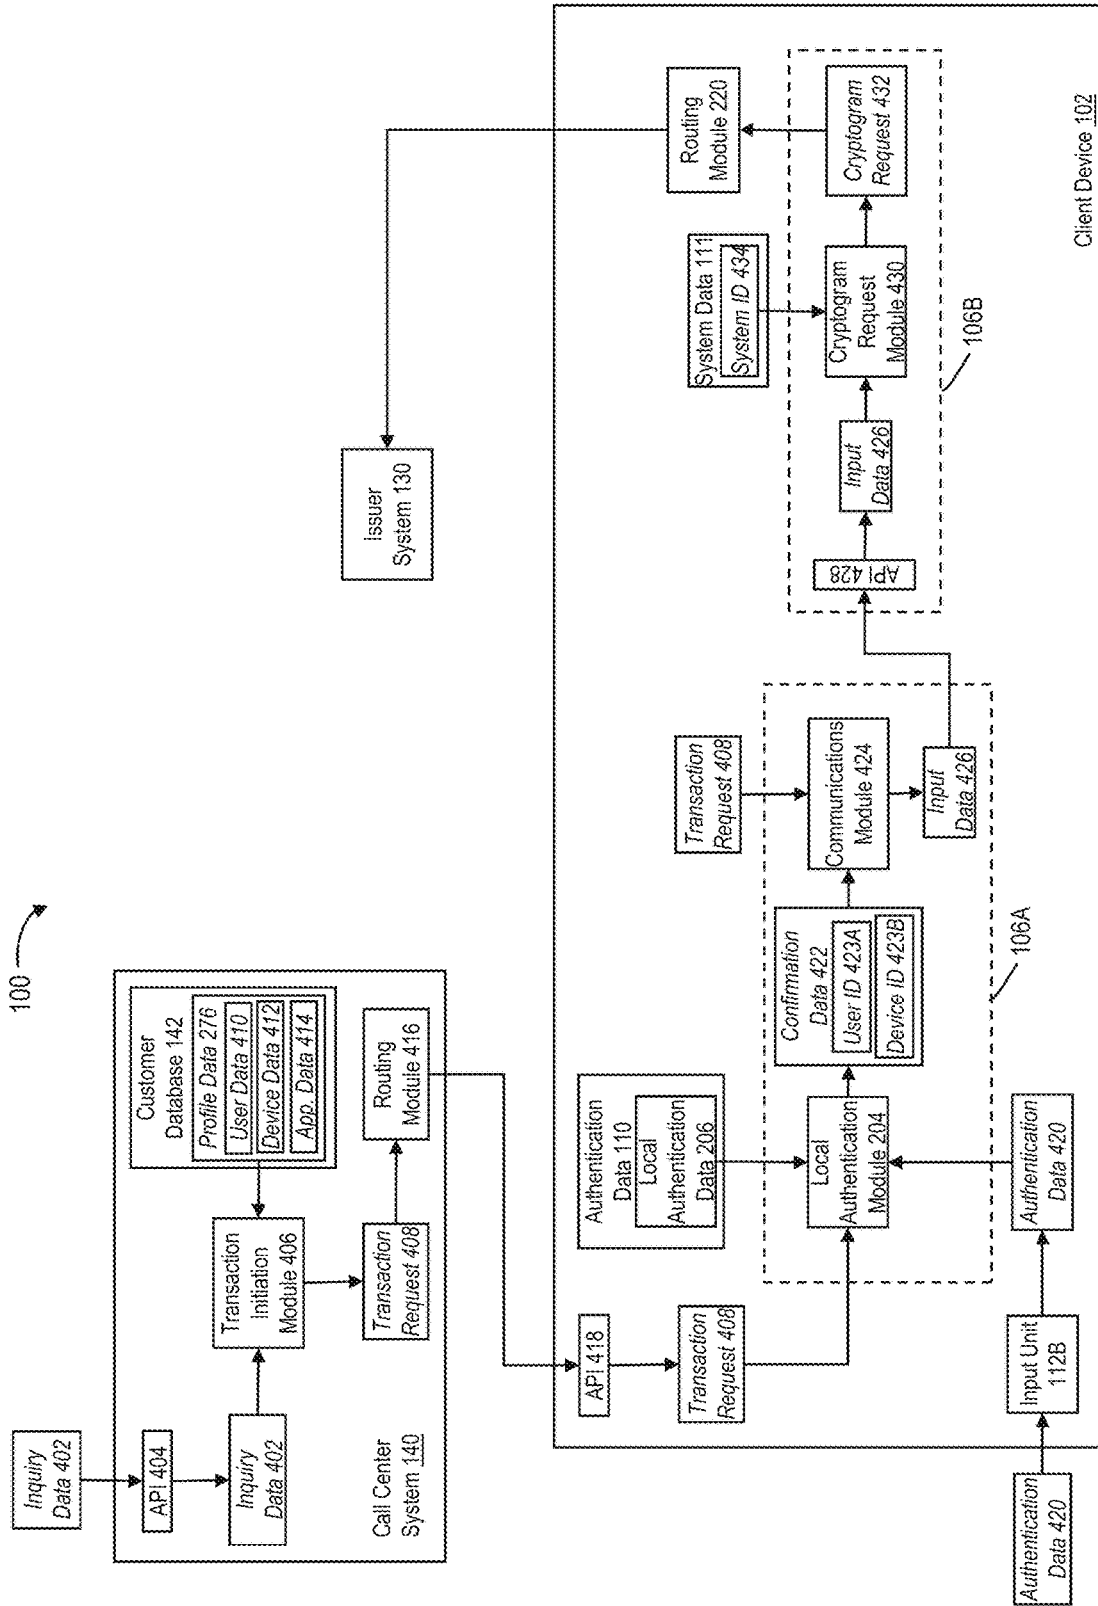 100
Inquiry
Data 402
API 404
Inquiry
Data 402
Call Center
System 140
Transaction
Initiation
Module 406
Transaction
Request 408
Customer
Database 142
Profile Data 276
User Data 410
Device Data 412
App. Data 414
Routing
Module 416
Issuer
System 130
API 418
Transaction
Request 408
Authentication
Data 110
Local
Authentication
Data 206
Local
Authentication
Module 204
Authentication
Data 420
Input Unit
112B
Authentication
Data 420
Confirmation
Data 422
User ID 423A
Device ID 423B
Transaction
Request 408
Communications
Module 424
Input
Data 426
106A
API 428
Input
Data 426
System Data 111
System ID 434
Cryptogram
Request
Module 430
Cryptogram
Request 432
Routing
Module 220
106B
Client Device 102